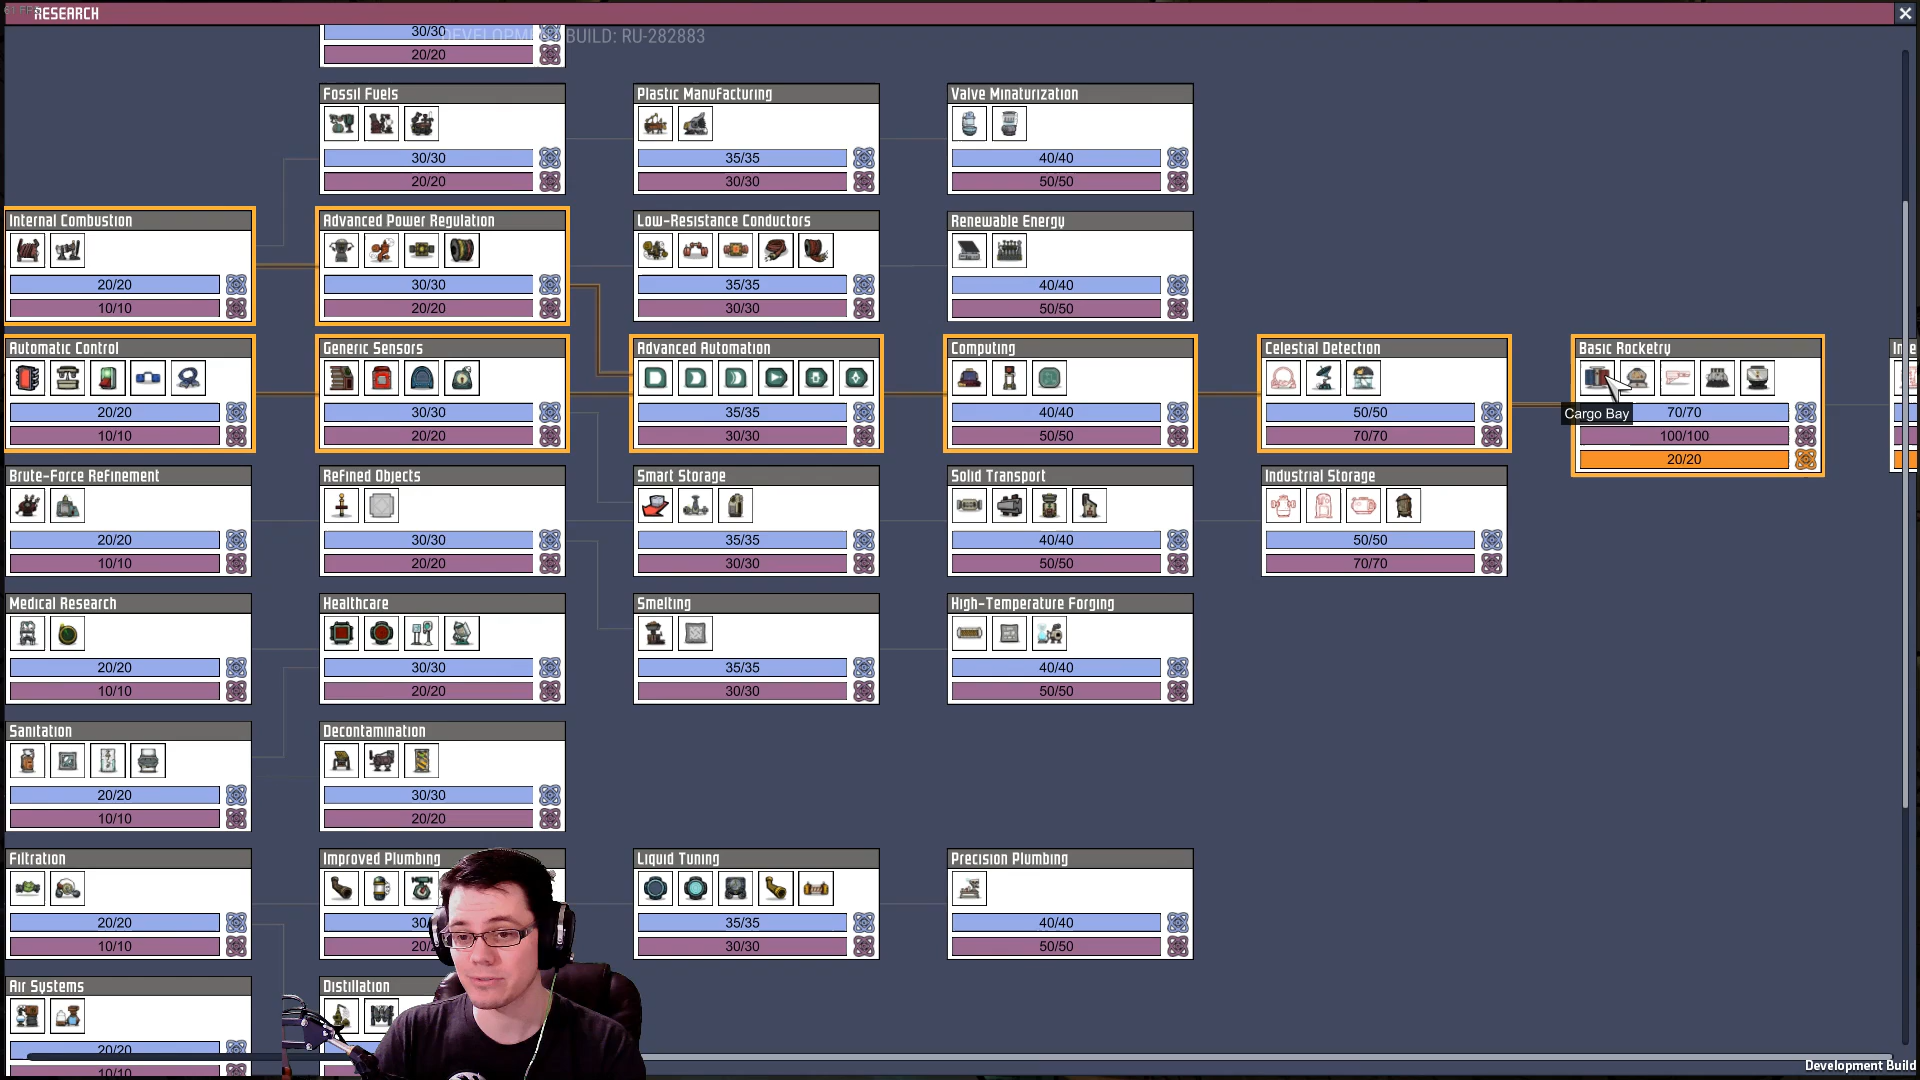 RESEARCH
DEVELOPMENT BUILD: RU-282883
30/30
20/20
Fossil Fuels
30/30
20/20
Plastic Manufacturing
35/35
30/30
Valve Minaturization
40/40
50/50
Internal Combustion
20/20
10/10
Advanced Power Regulation
30/30
20/20
Low-Resistance Conductors
35/35
30/30
Renewable Energy
40/40
50/50
Automatic Control
20/20
10/10
Generic Sensors
30/30
20/20
Advanced Automation
35/35
30/30
Computing
40/40
50/50
Celestial Detection
50/50
70/70
Basic Rocketry
Cargo Bay
70/70
100/100
20/20
Brute-Force Refinement
20/20
10/10
Refined Objects
30/30
20/20
Smart Storage
35/35
30/30
Solid Transport
40/40
50/50
Industrial Storage
50/50
70/70
Medical Research
20/20
10/10
Healthcare
30/30
20/20
Smelting
35/35
30/30
High-Temperature Forging
40/40
50/50
Sanitation
20/20
10/10
Decontamination
30/30
20/20
Filtration
20/20
10/10
Improved Plumbing
Liquid Tuning
35/35
30/30
Precision Plumbing
40/40
50/50
Air Systems
20/20
10/10
Distillation
Development Build